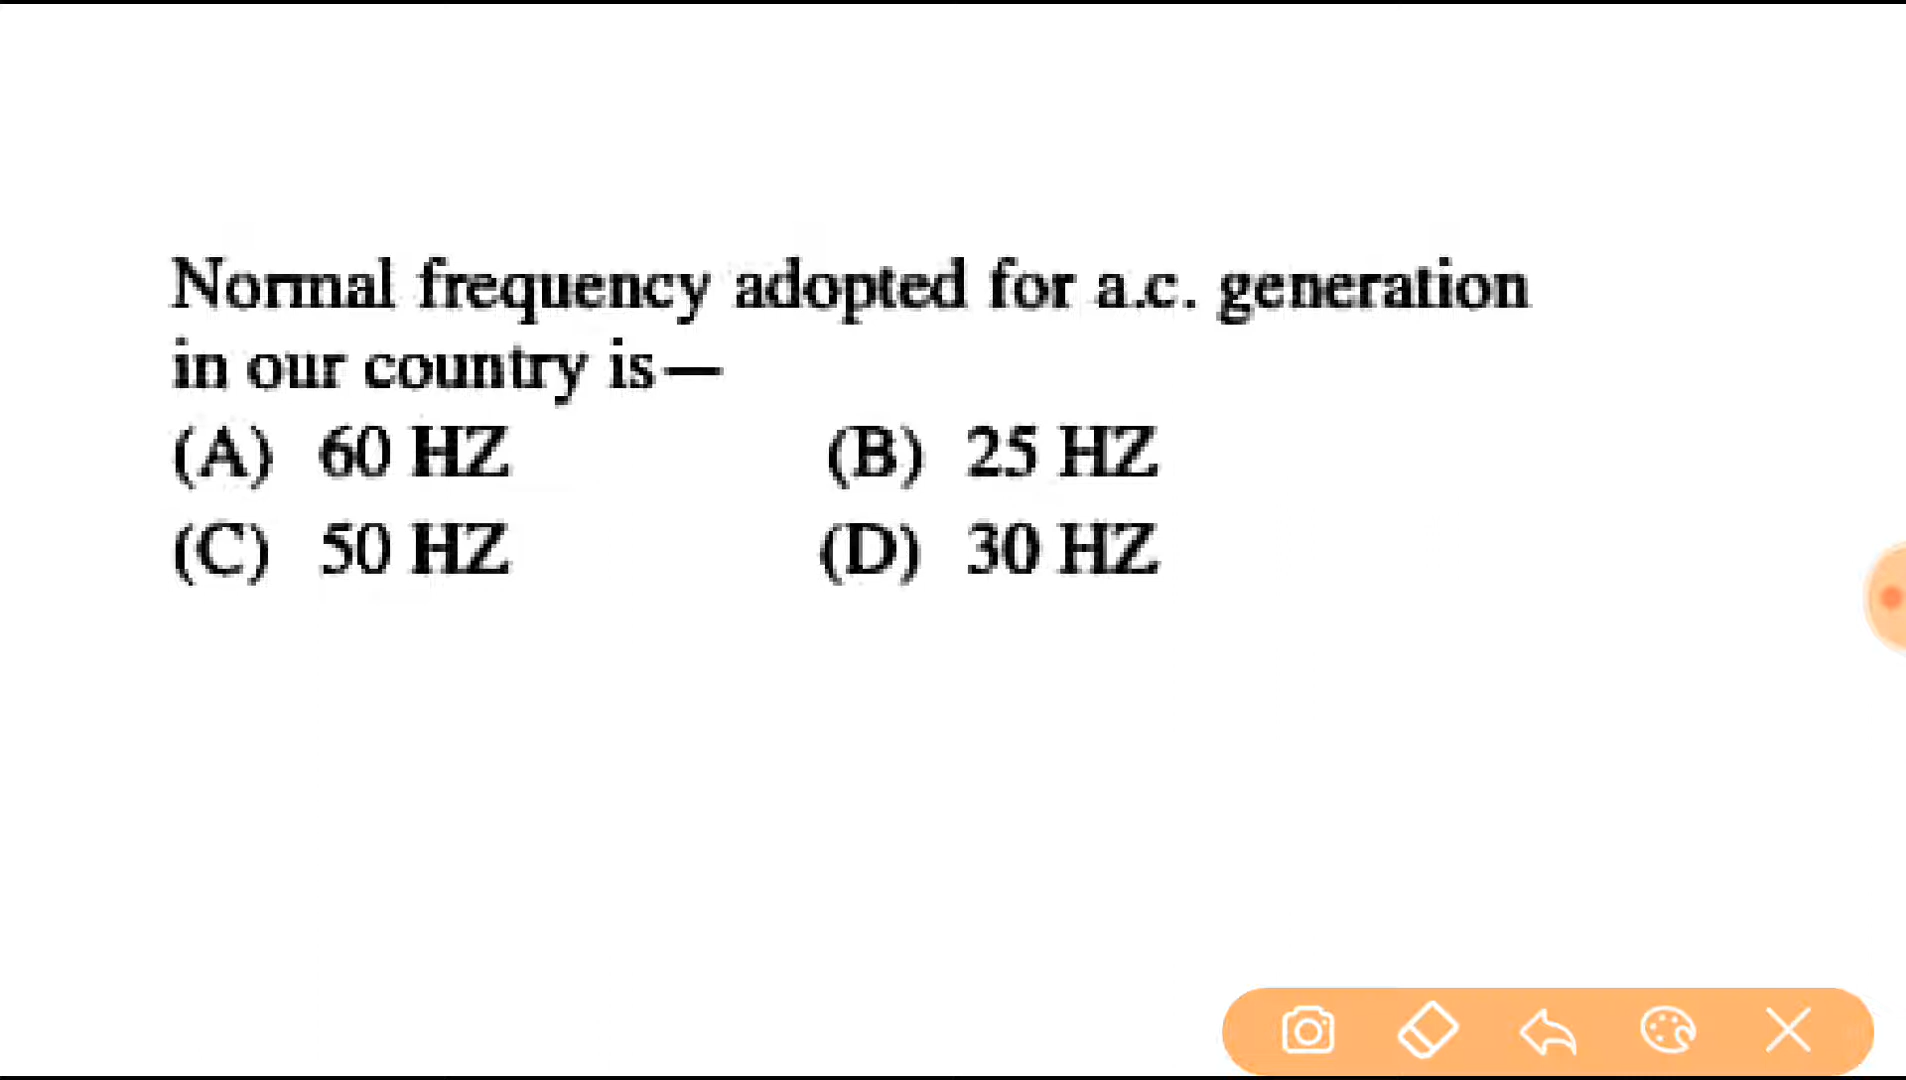 Normal frequency adopted for a.c. generation
in our country is—
(A) 60 HZ (B) 25 HZ
(C) 50 HZ (D) 30 HZ